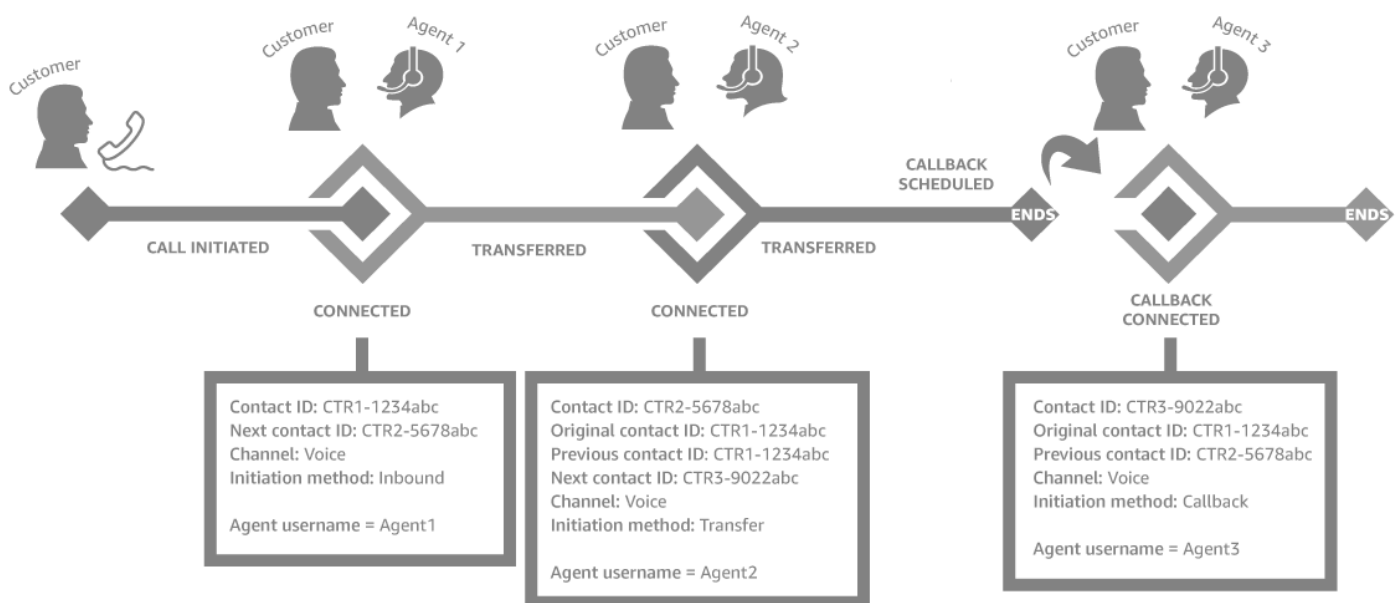 Customer
Customer
Agent 1
Customer
Agent 2
Customer
Agent 3
CALL INITIATED
TRANSFERRED
TRANSFERRED
CALLBACK
SCHEDULED
ENDS
ENDS
CONNECTED
CONNECTED
CALLBACK
CONNECTED
Contact ID: CTR1-1234abc
Next contact ID: CTR2-5678abc
Channel: Voice
Initiation method: Inbound
Agent username = Agent1
Contact ID: CTR2-5678abc
Original contact ID: CTR1-1234abc
Previous contact ID: CTR1-1234abc
Next contact ID: CTR3-9022abc
Channel: Voice
Initiation method: Transfer
Agent username = Agent2
Contact ID: CTR3-9022abc
Original contact ID: CTR1-1234abc
Previous contact ID: CTR2-5678abc
Channel: Voice
Initiation method: Callback
Agent username = Agent3